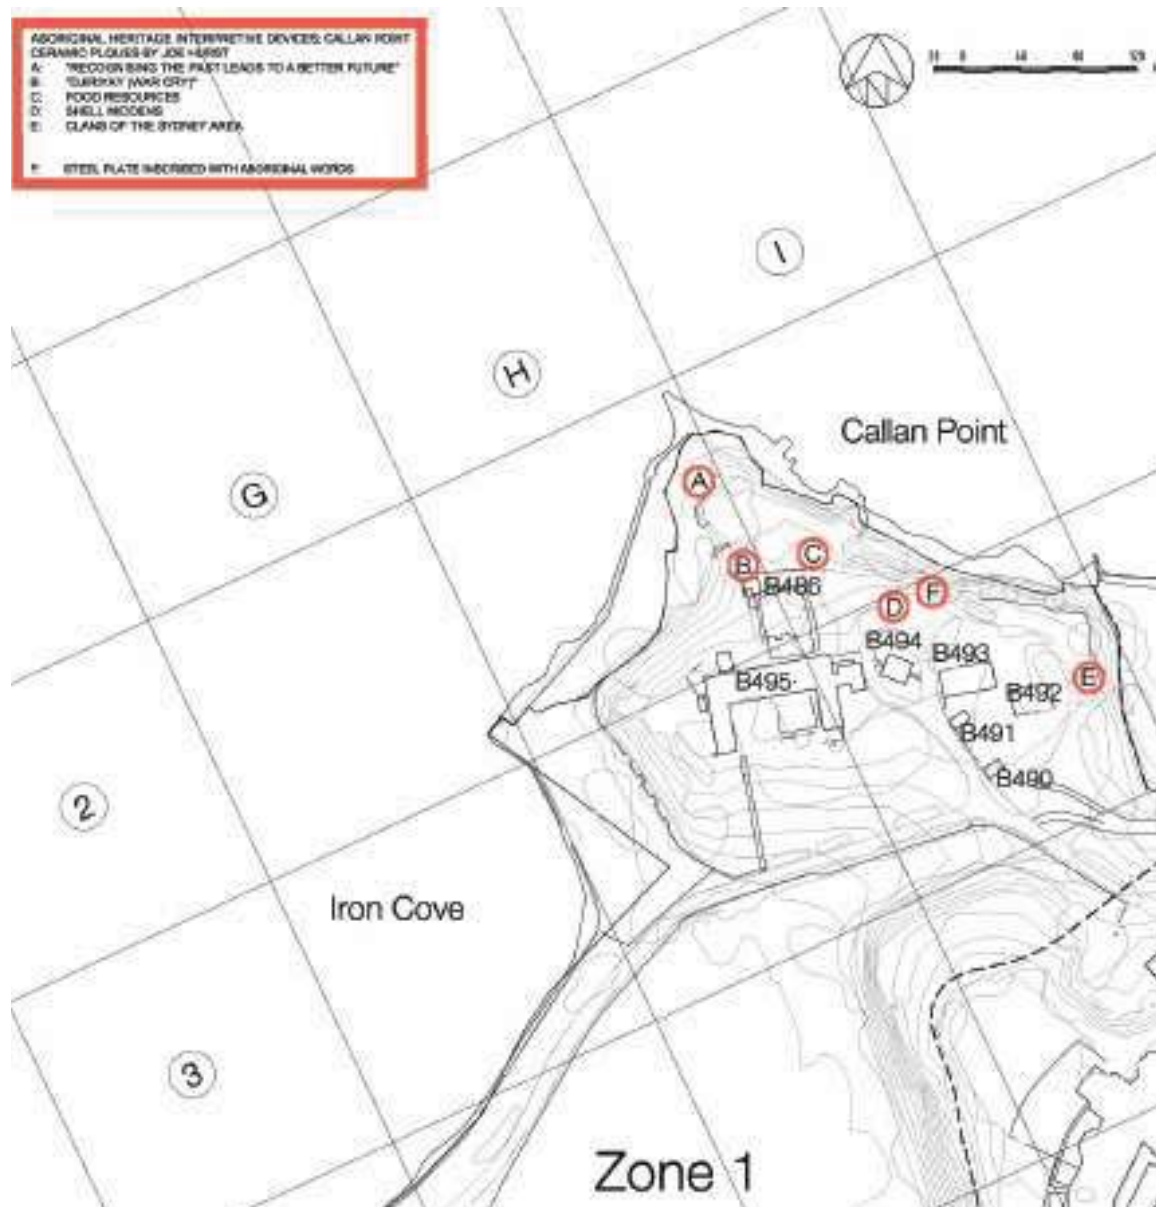 ABORIGINAL HERITAGE INTERPRETIVE DEVICES: CALLAN POINT
CERAMIC PLQUES BY JOE HURST
A: "RECOGNISING THE PAST LEADS TO A BETTER FUTURE"
B: (WAR CRY)"
C: FOOD RESOURCES
D: SHELL MIDDENS
E: CLANS OF THE SYDNEY AREA
F: STEEL PLATE INSCRIBED WITH ABORIGINAL WORDS
N
0
I
H
G
Callan Point
A
B
C
B486
D
F
B494
B493
B495
E
B492
B491
B490
2
Iron Cove
3
Zone 1